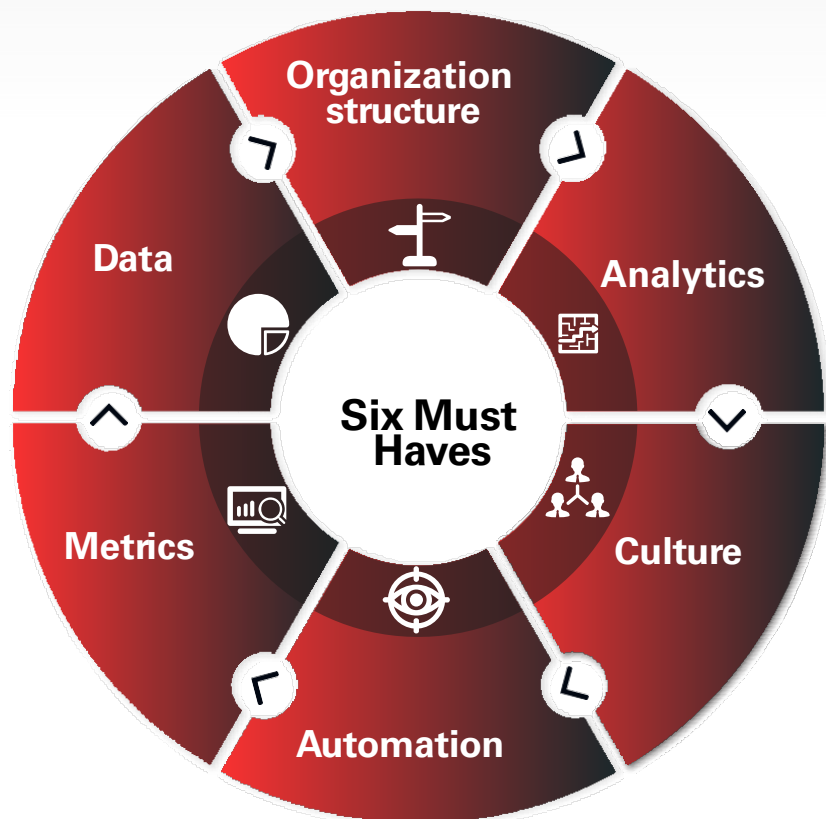 Organization
structure
Data
Analytics
Six Must
Haves
Metrics
Culture
Automation